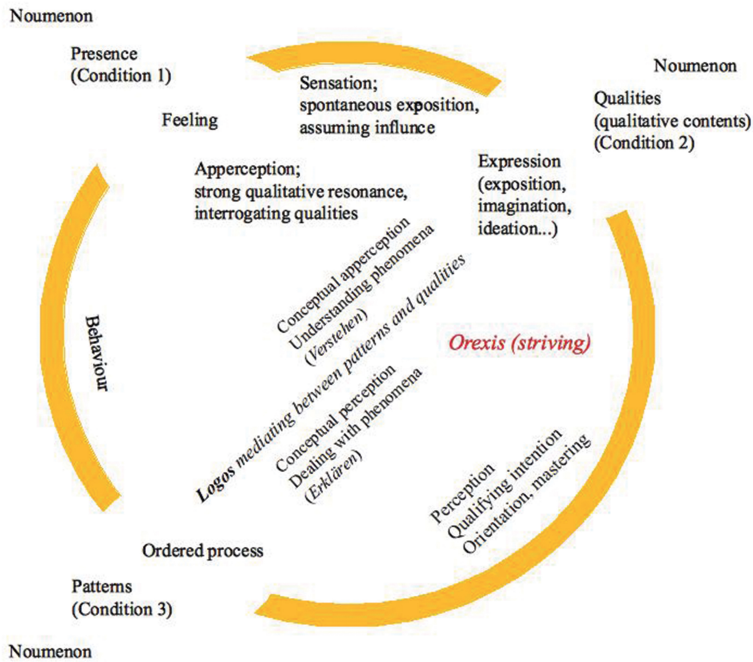 Noumenon
Presence
(Condition 1)
Sensation;
spontaneous exposition,
assuming influnce
Noumenon
Qualities
(qualitative contents)
(Condition 2)
Feeling
Apperception;
strong qualitative resonance,
interrogating qualities
Expression
(exposition,
imagination,
ideation...)
Conceptual apperception
Understanding phenomena
(Verstehen)
Logos mediating between patterns and qualities
Conceptual perception
Dealing with phenomena
(Erklären)
Orexis (striving)
Behaviour
Perception
Qualifying intention
Orientation, mastering
Ordered process
Patterns
(Condition 3)
Noumenon